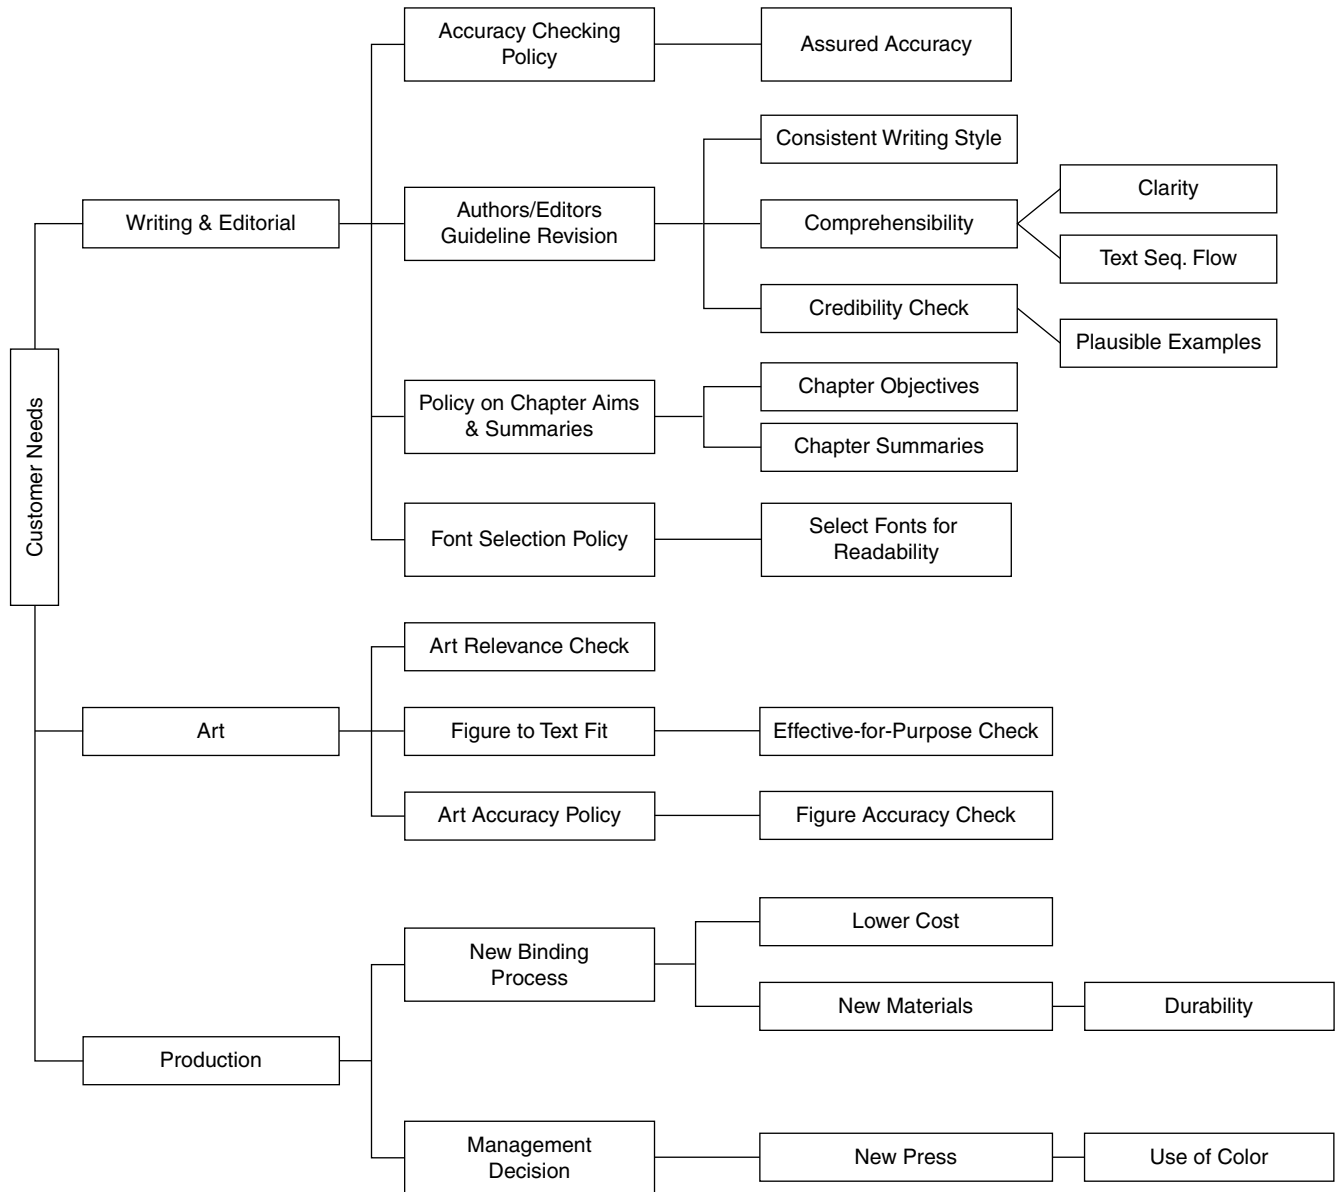 Accuracy Checking
Policy
Assured Accuracy
Consistent Writing Style
Clarity
Writing & Editorial
Authors/Editors
Guideline Revision
Comprehensibility
Text Seq. Flow
Credibility Check
Plausible Examples
Customer Needs
Policy on Chapter Aims
& Summaries
Chapter Objectives
Chapter Summaries
Font Selection Policy
Select Fonts for
Readability
Art Relevance Check
Art
Figure to Text Fit
Effective-for-Purpose Check
Art Accuracy Policy
Figure Accuracy Check
New Binding
Process
Lower Cost
New Materials
Durability
Production
Management
Decision
New Press
Use of Color